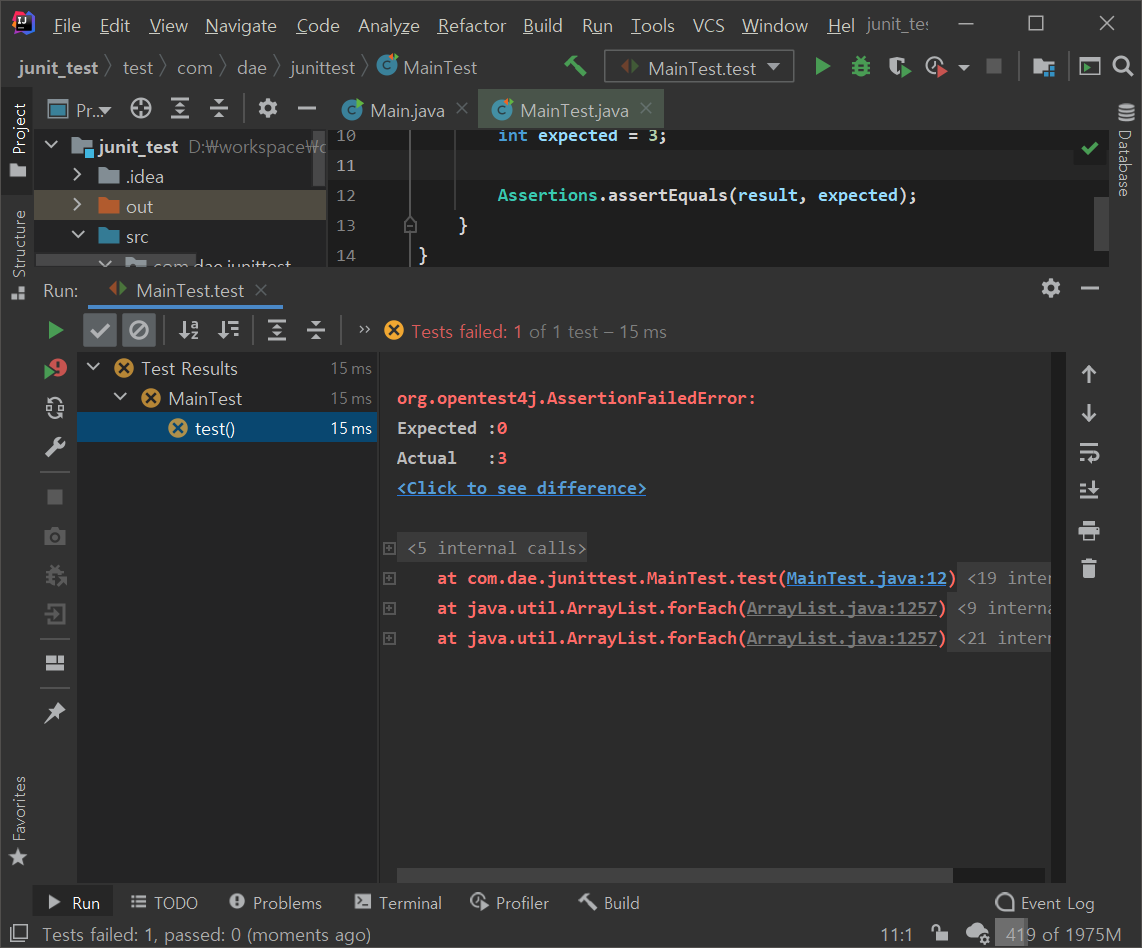 File Edit View Navigate Code Analyze Refactor Build Run Tools VCS Window Hel junit_tes
junit_test test com dae junittest MainTest MainTest.test
Project
Pr... Main.java MainTest.java
Database
junit_test D:₩workspace₩
.idea
out
src
com.dae.junittest
10 int expected = 3;
11
12 Assertions.assertEquals(result, expected);
13 }
14 }
Structure
Run: MainTest.test
Tests failed: 1 of 1 test – 15 ms
Test Results 15 ms
MainTest 15 ms
test() 15 ms
org.opentest4j.AssertionFailedError:
Expected :0
Actual :3
<Click to see difference>
<5 internal calls>
at com.dae.junittest.MainTest.test(MainTest.java:12) <19 inter
at java.util.ArrayList.forEach(ArrayList.java:1257) <9 interna
at java.util.ArrayList.forEach(ArrayList.java:1257) <21 intern
Favorites
Run TODO Problems Terminal Profiler Build Event Log
Tests failed: 1, passed: 0 (moments ago) 11:1 419 of 1975M